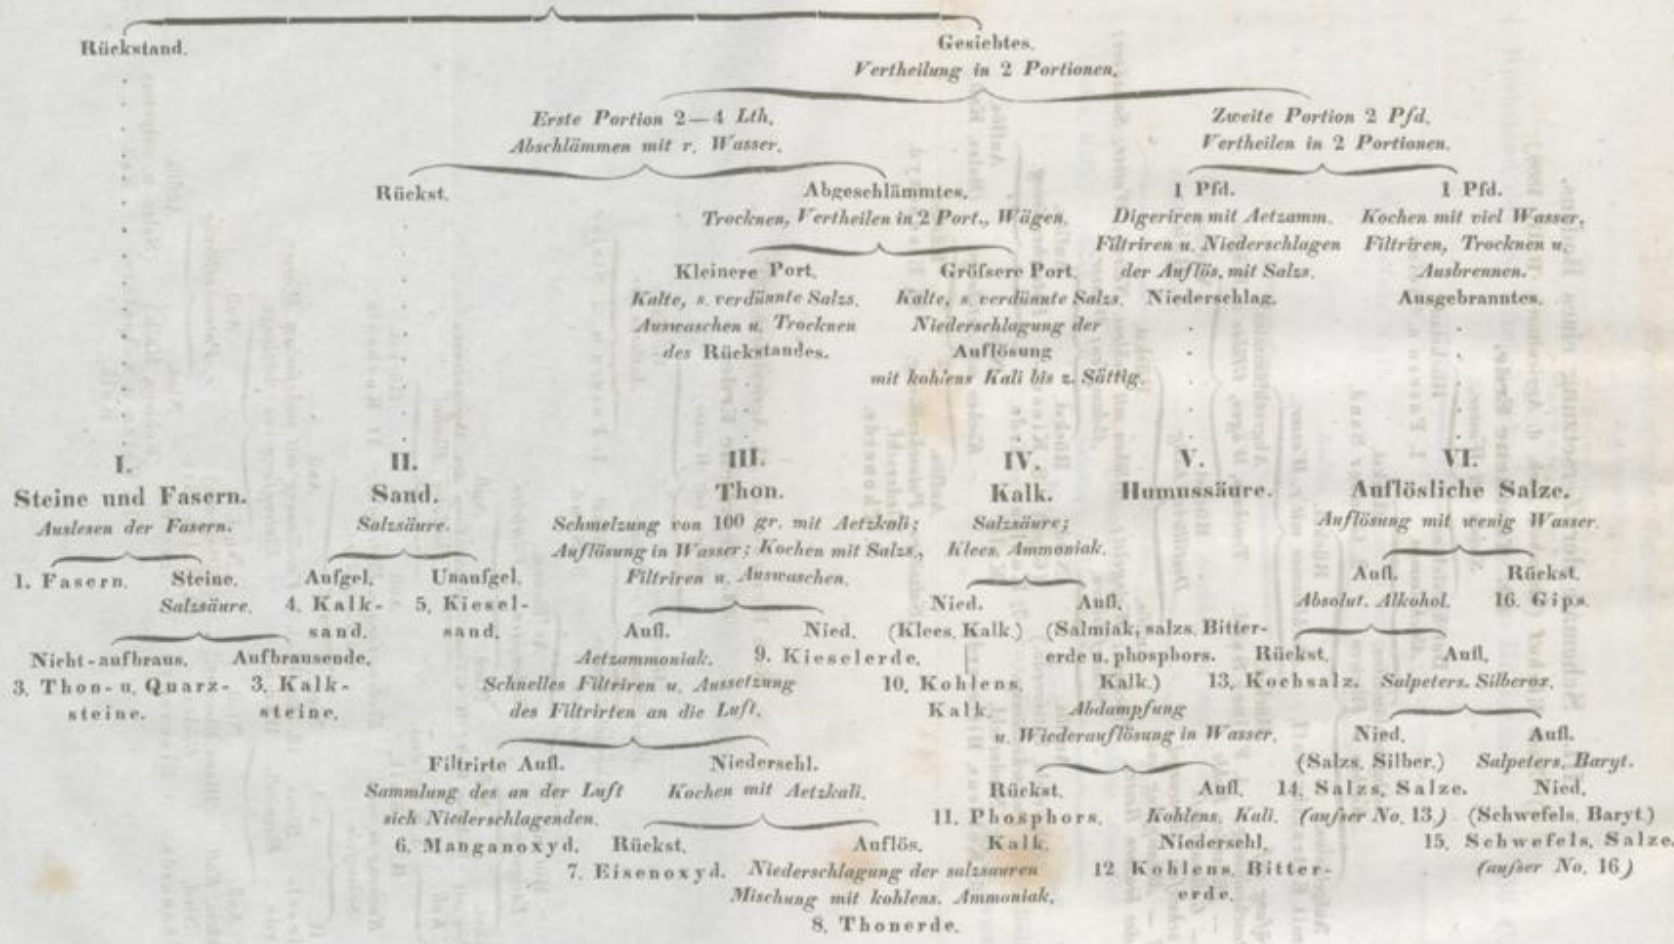 Rückstand.
Gesiebtes.
Vertheilung in 2 Portionen.
Erste Portion 2—4 Lth.
Abschlämmen mit r. Wasser.
Zweite Portion 2 Pfd.
Vertheilen in 2 Portionen.
Rückst.
Abgeschlämmtes.
Trocknen, Vertheilen in 2 Port., Wägen.
1 Pfd.
Digeriren mit Aetzamm.
Filtriren u. Niederschlagen
der Auflös. mit Salzs.
Niederschlag.
1 Pfd.
Kochen mit viel Wasser,
Filtriren, Trocknen u.
Ausbrennen.
Ausgebranntes.
Kleinere Port.
Kalte, s. verdünnte Salzs.
Auswaschen u. Trocknen
des Rückstandes.
Gröfsere Port.
Kalte, s. verdünnte Salzs.
Niederschlagung der
Auflösung
mit kohlens Kali bis z. Sättig.
I.
Steine und Fasern.
Auslesen der Fasern.
1. Fasern.
Steine.
Salzsäure.
Nicht-aufbraus.
3. Thon- u. Quarz-
steine.
Aufbrausende.
3. Kalk-
steine.
II.
Sand.
Salzsäure.
Aufgel.
4. Kalk-
sand.
Unaufgel.
5. Kiesel-
sand.
III.
Thon.
Schmelzung von 100 gr. mit Aetzkali;
Auflösung in Wasser; Kochen mit Salzs.,
Filtriren u. Auswaschen.
Aufl.
Aetzammoniak.
Schnelles Filtriren u. Aussetzung
des Filtrirten an die Luft.
Nied.
9. Kieselerde.
Filtrirte Aufl.
Sammlung des an der Luft
sich Niederschlagenden.
6. Manganoxyd.
Niederschl.
Kochen mit Aetzkali.
Rückst.
7. Eisenoxyd.
Auflös.
Niederschlagung der salzsauren
Mischung mit kohlens. Ammoniak.
8. Thonerde.
IV.
Kalk.
Salzsäure;
Klees. Ammoniak.
Nied.
(Klees. Kalk.)
10. Kohlens.
Kalk.
Aufl.
(Salmiak, salzs. Bitter-
erde u. phosphors.
Kalk.)
Abdampfung
u. Wiederauflösung in Wasser.
Rückst.
11. Phosphors.
Kalk.
Aufl.
Kohlens. Kali.
Niederschl.
12 Kohlens. Bitter-
erde.
V.
Humussäure.
VI.
Auflösliche Salze.
Auflösung mit wenig Wasser.
Aufl.
Absolut. Alkohol.
Rückst.
16. Gips.
Rückst.
13. Kochsalz.
Aufl.
Salpeters. Silberox.
Nied.
(Salzs. Silber.)
14. Salzs. Salze.
(aufser No. 13.)
Aufl.
Salpeters. Baryt.
Nied.
(Schwefels. Baryt.)
15. Schwefels. Salze.
(aufser No. 16)